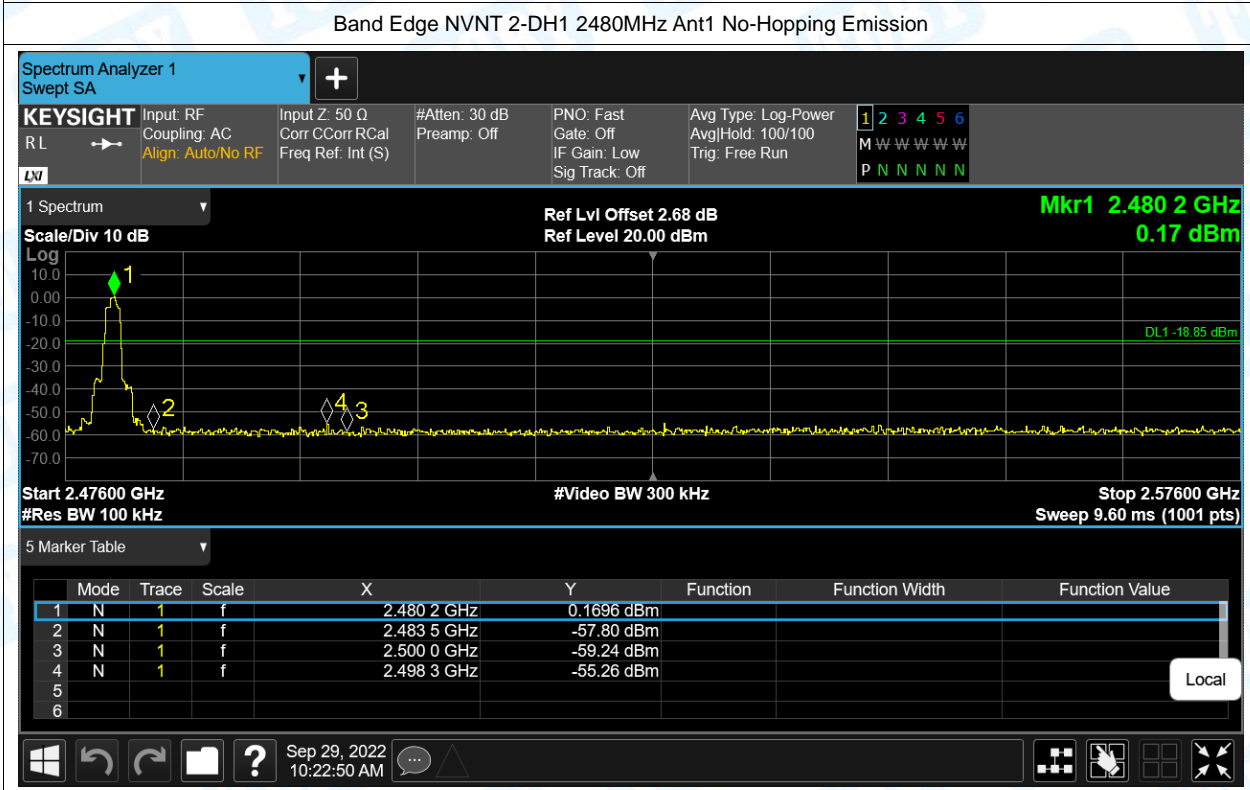 Band Edge NVNT 2-DH1 2480MHz Ant1 No-Hopping Emission
Spectrum Analyzer 1
Swept SA
+
KEYSIGHT
R L
LXI
Input: RF
Coupling: AC
Align: Auto/No RF
Input Z: 50 Ω
Corr CCorr RCal
Freq Ref: Int (S)
#Atten: 30 dB
Preamp: Off
PNO: Fast
Gate: Off
IF Gain: Low
Sig Track: Off
Avg Type: Log-Power
Avg|Hold: 100/100
Trig: Free Run
1 2 3 4 5 6
M W W W W W
P N N N N N
1 Spectrum
Scale/Div 10 dB
Ref Lvl Offset 2.68 dB
Ref Level 20.00 dBm
Mkr1 2.480 2 GHz
0.17 dBm
Log
10.0
0.00
-10.0
-20.0
-30.0
-40.0
-50.0
-60.0
-70.0
1
2
4
3
DL1 -18.85 dBm
Start 2.47600 GHz
#Res BW 100 kHz
#Video BW 300 kHz
Stop 2.57600 GHz
Sweep 9.60 ms (1001 pts)
5 Marker Table
Mode Trace Scale X Y Function Function Width Function Value
1 N 1 f 2.480 2 GHz 0.1696 dBm
2 N 1 f 2.483 5 GHz -57.80 dBm
3 N 1 f 2.500 0 GHz -59.24 dBm
4 N 1 f 2.498 3 GHz -55.26 dBm
5
6
Local
?
Sep 29, 2022
10:22:50 AM